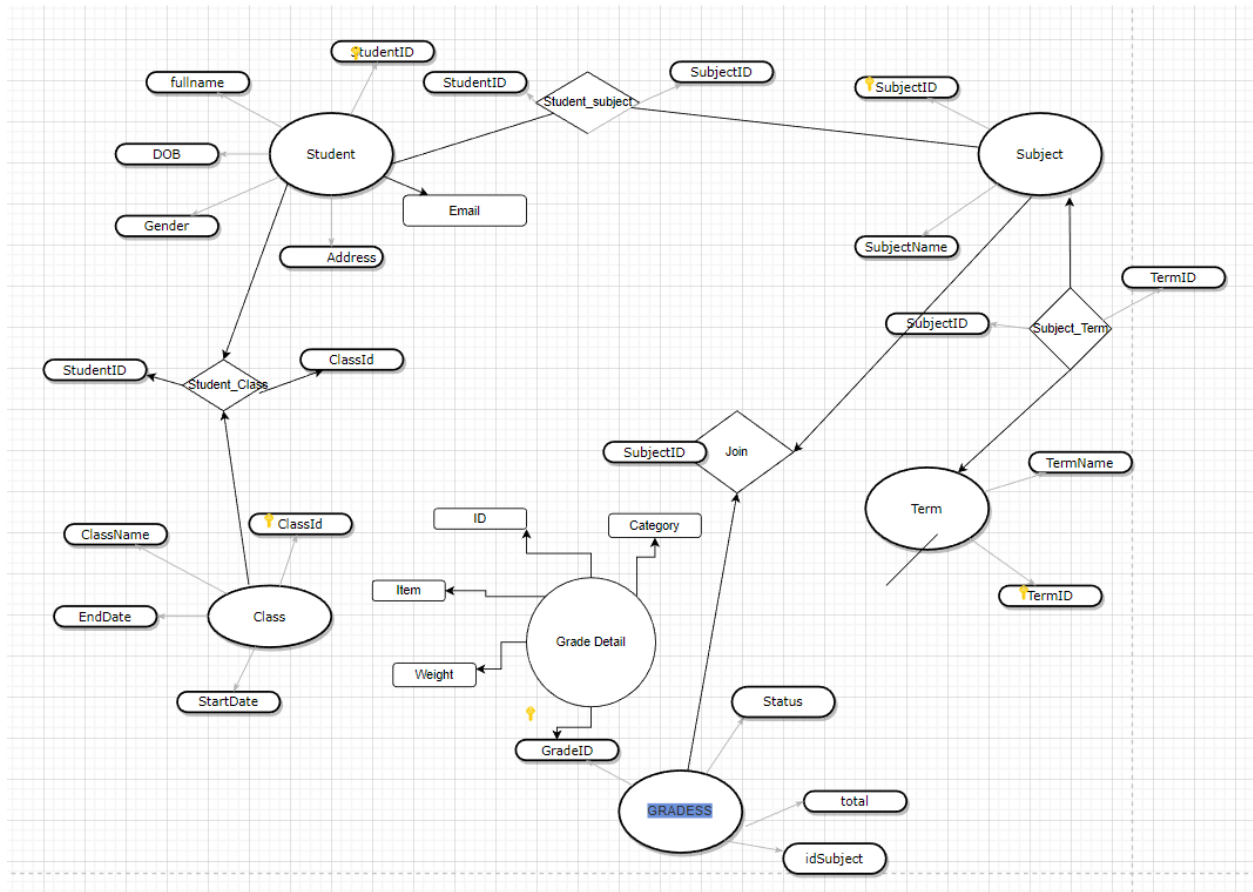 StudentID
fullname
StudentID
SubjectID
Student_subject
SubjectID
Student
Subject
DOB
Email
Gender
SubjectName
Address
TermID
SubjectID
Subject_Term
StudentID
Student_Class
ClassId
SubjectID
Join
TermName
Term
ID
Category
ClassName
ClassId
Item
TermID
EndDate
Class
Grade Detail
Weight
StartDate
Status
GradeID
GRADESS
total
idSubject